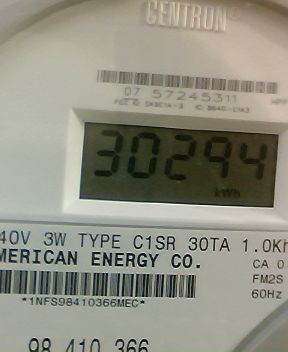 CENTRON®
07 57245311
30294
kWh
40V 3W TYPE C1SR 30TA 1.0Kh
MERICAN ENERGY CO.
CA 0
FM2S
60Hz
*1NFS98410366MEC*
98 410 366